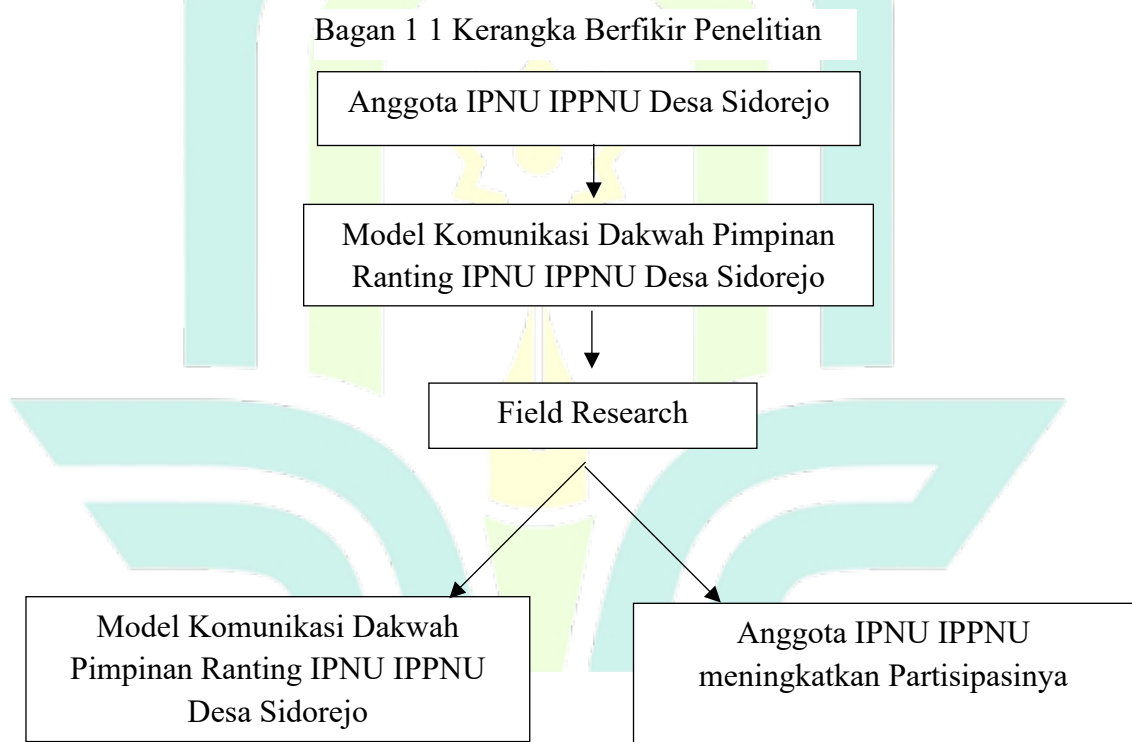 Bagan 1 1 Kerangka Berfikir Penelitian
Anggota IPNU IPPNU Desa Sidorejo
Model Komunikasi Dakwah Pimpinan
Ranting IPNU IPPNU Desa Sidorejo
Field Research
Model Komunikasi Dakwah
Pimpinan Ranting IPNU IPPNU
Desa Sidorejo
Anggota IPNU IPPNU
meningkatkan Partisipasinya